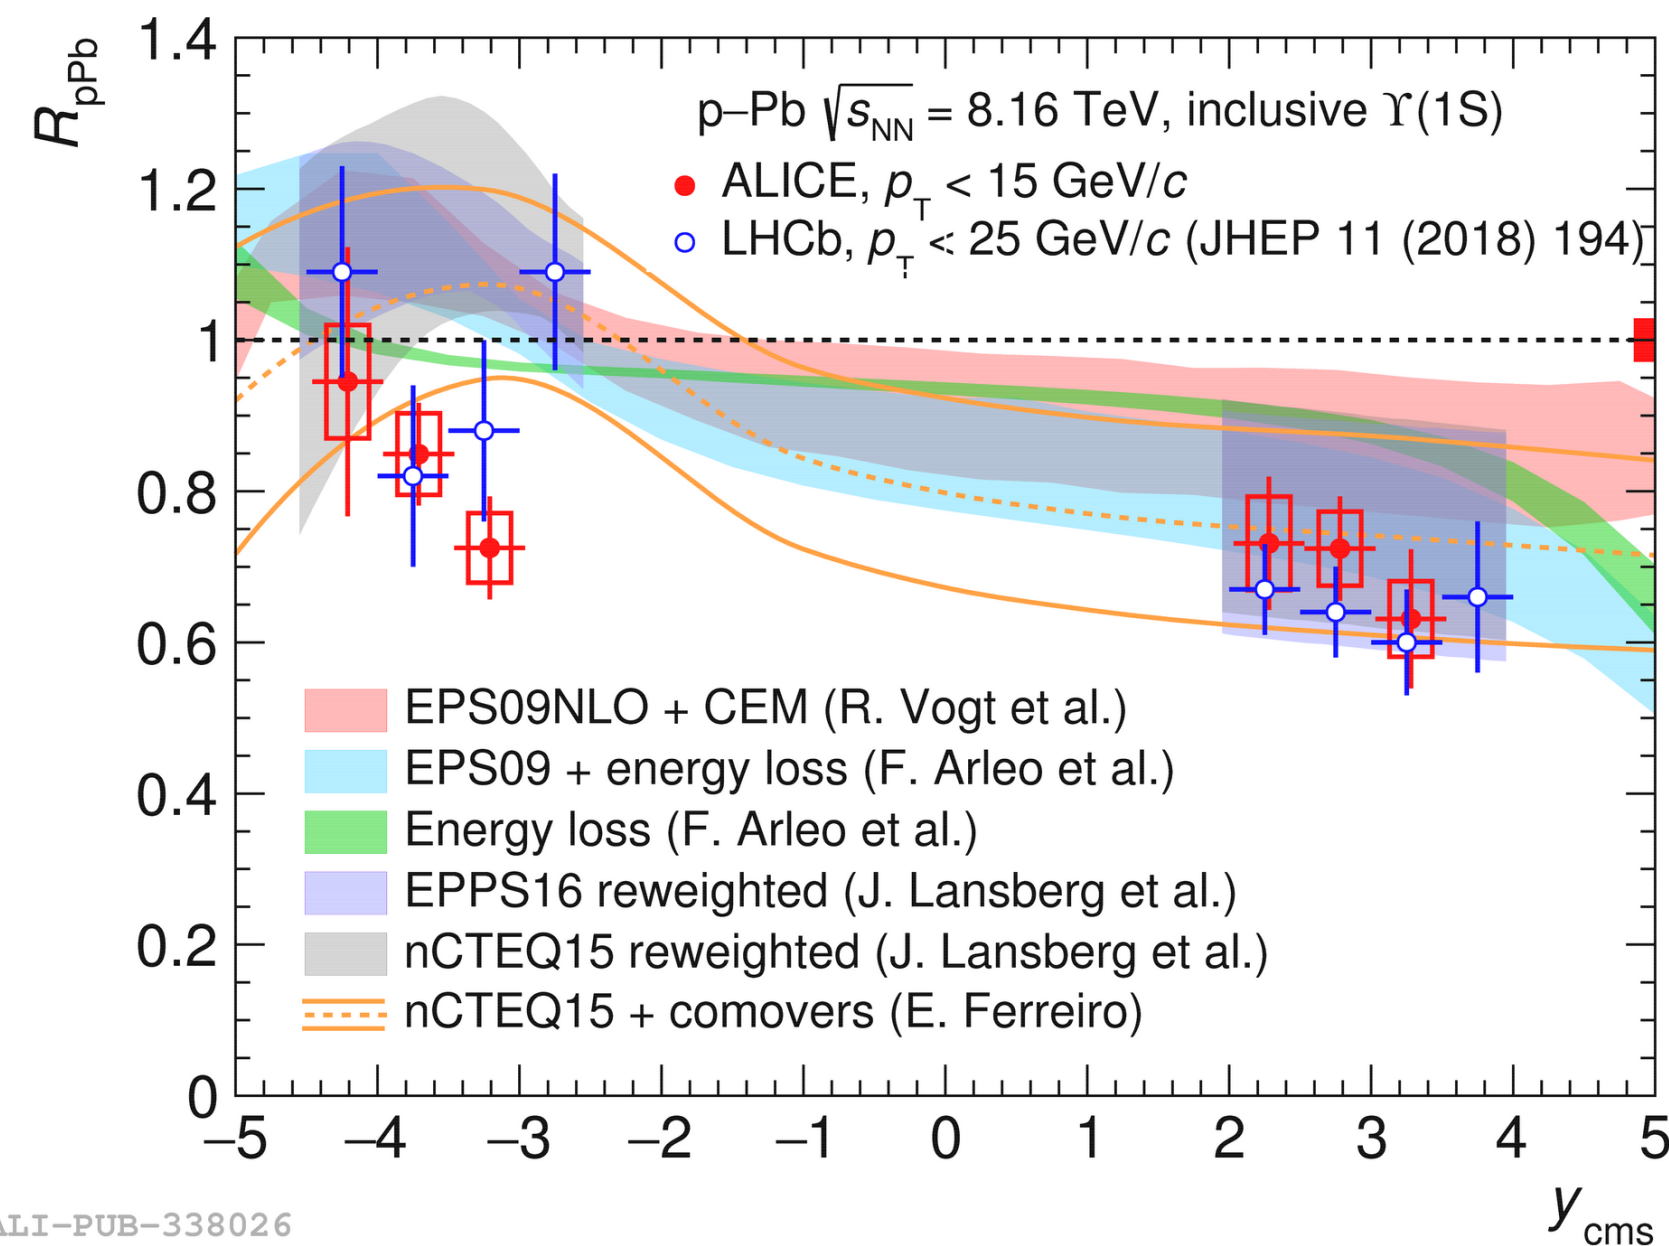 R_pPb
1.4
1.2
1
0.8
0.6
0.4
0.2
0
p–Pb √s_NN = 8.16 TeV, inclusive ϒ(1S)
ALICE, p_T < 15 GeV/c
LHCb, p_T < 25 GeV/c (JHEP 11 (2018) 194)
EPS09NLO + CEM (R. Vogt et al.)
EPS09 + energy loss (F. Arleo et al.)
Energy loss (F. Arleo et al.)
EPPS16 reweighted (J. Lansberg et al.)
nCTEQ15 reweighted (J. Lansberg et al.)
nCTEQ15 + comovers (E. Ferreiro)
–5 –4 –3 –2 –1 0 1 2 3 4 5
y_cms
ALI-PUB-338026